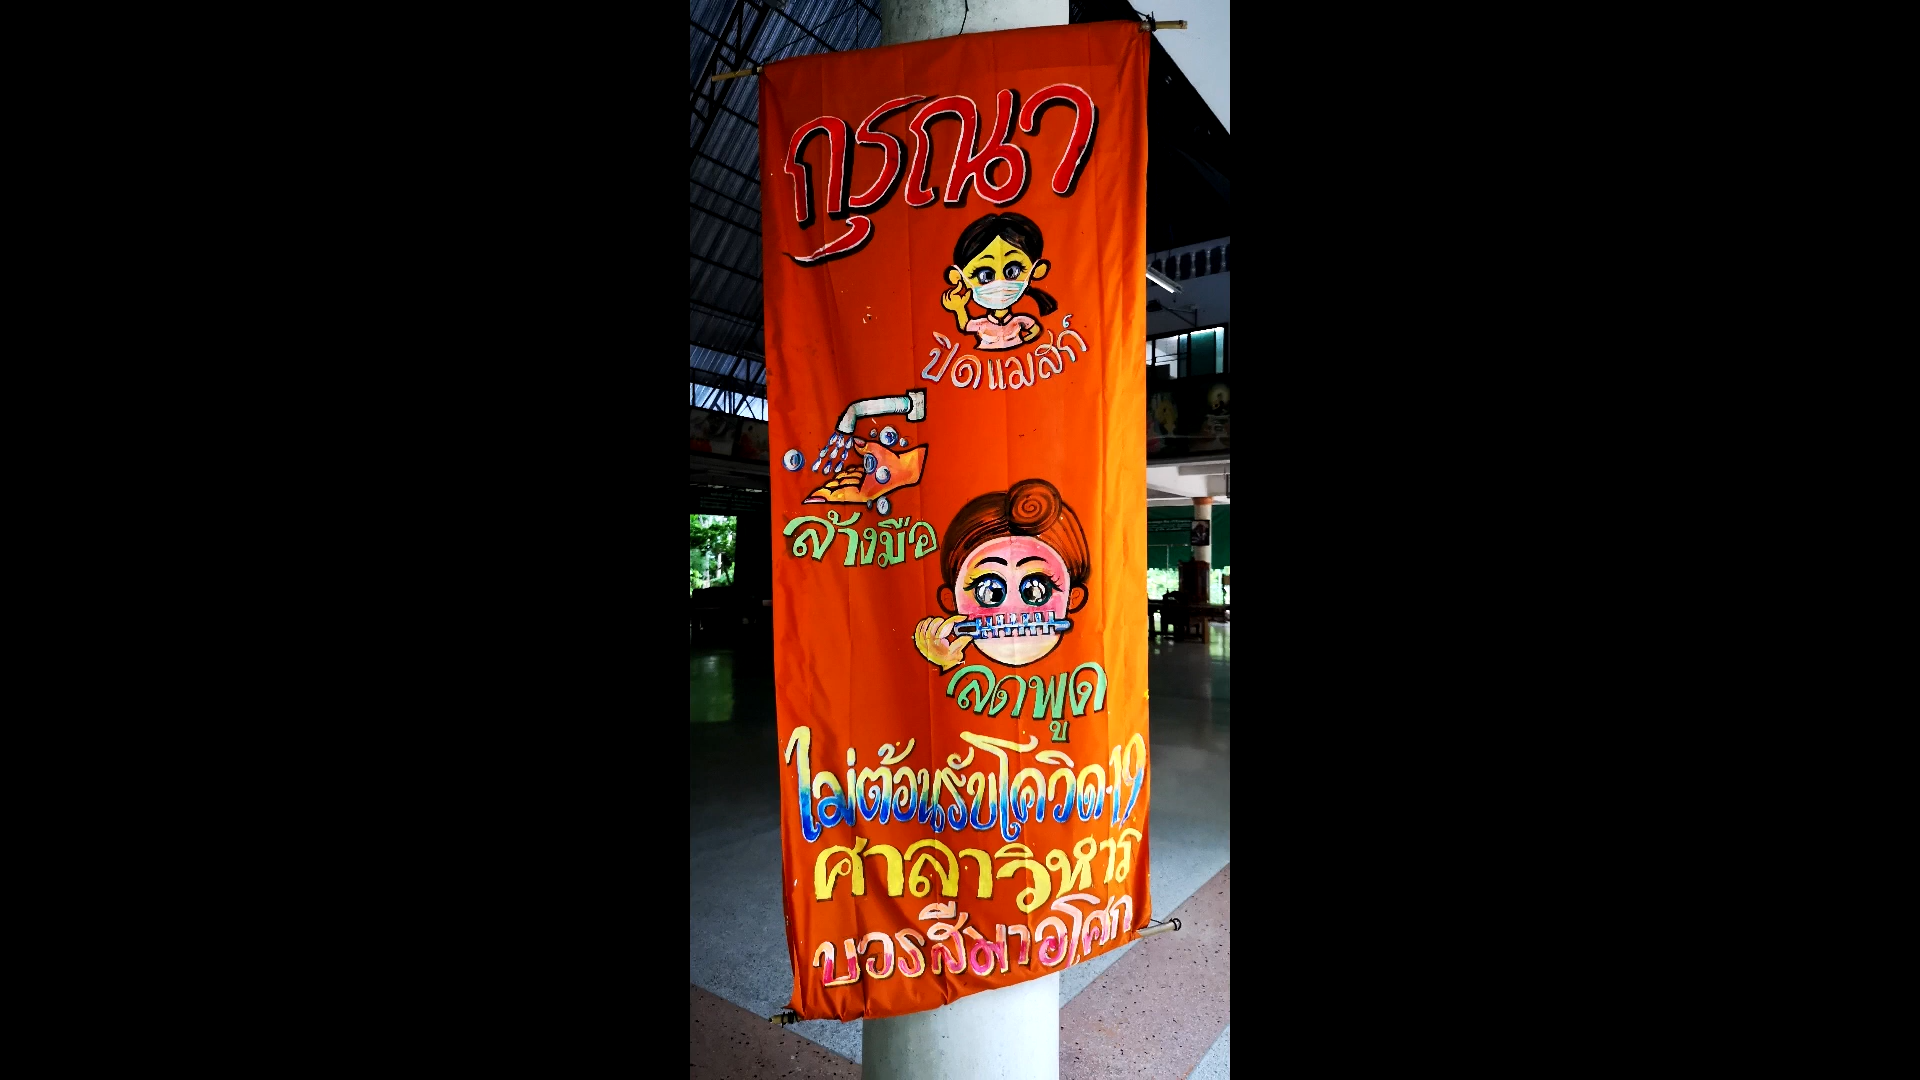 กรุณา
ปิดแมสก์
ล้างมือ
ลดพูด
ไม่ต้อนรับโควิด-19
ศาลาวิหาร
บวรสีมาอโศก